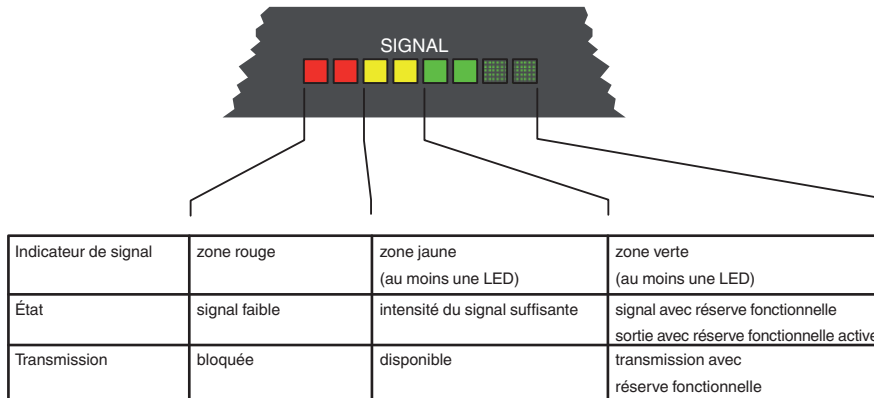 SIGNAL
Indicateur de signal
zone rouge
zone jaune
(au moins une LED)
zone verte
(au moins une LED)
État
signal faible
intensité du signal suffisante
signal avec réserve fonctionnelle
sortie avec réserve fonctionnelle active
Transmission
bloquée
disponible
transmission avec
réserve fonctionnelle